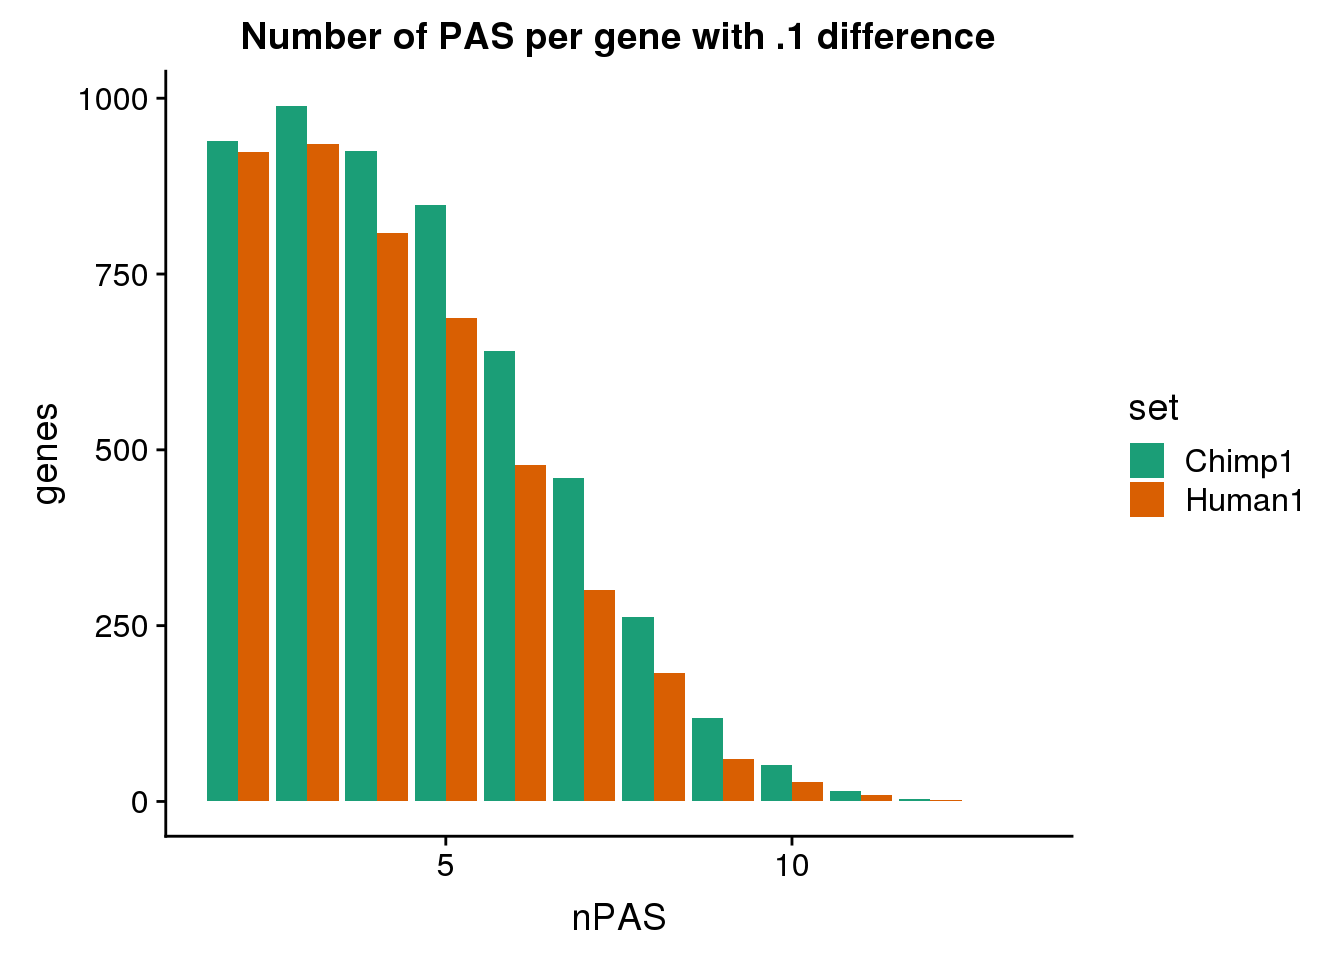 Number of PAS per gene with .1 difference
1000
750
500
250
0
genes
5
10
nPAS
set
Chimp1
Human1